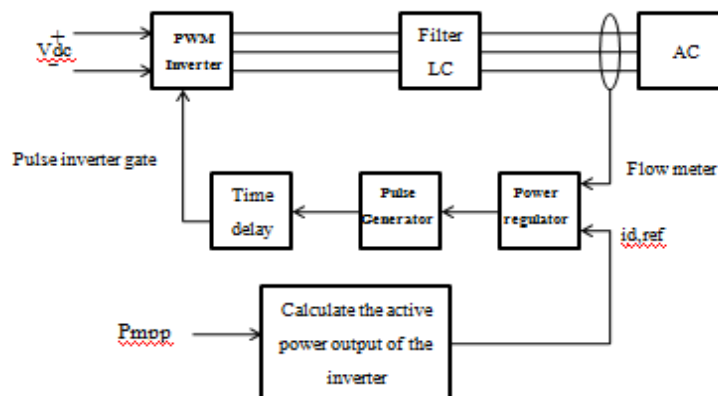 +
Vdc
-
PWM
Inverter
Filter
LC
AC
Pulse inverter gate
Flow meter
Time
delay
Pulse
Generator
Power
regulator
id,ref
Pmpp
Calculate the active
power output of the
inverter